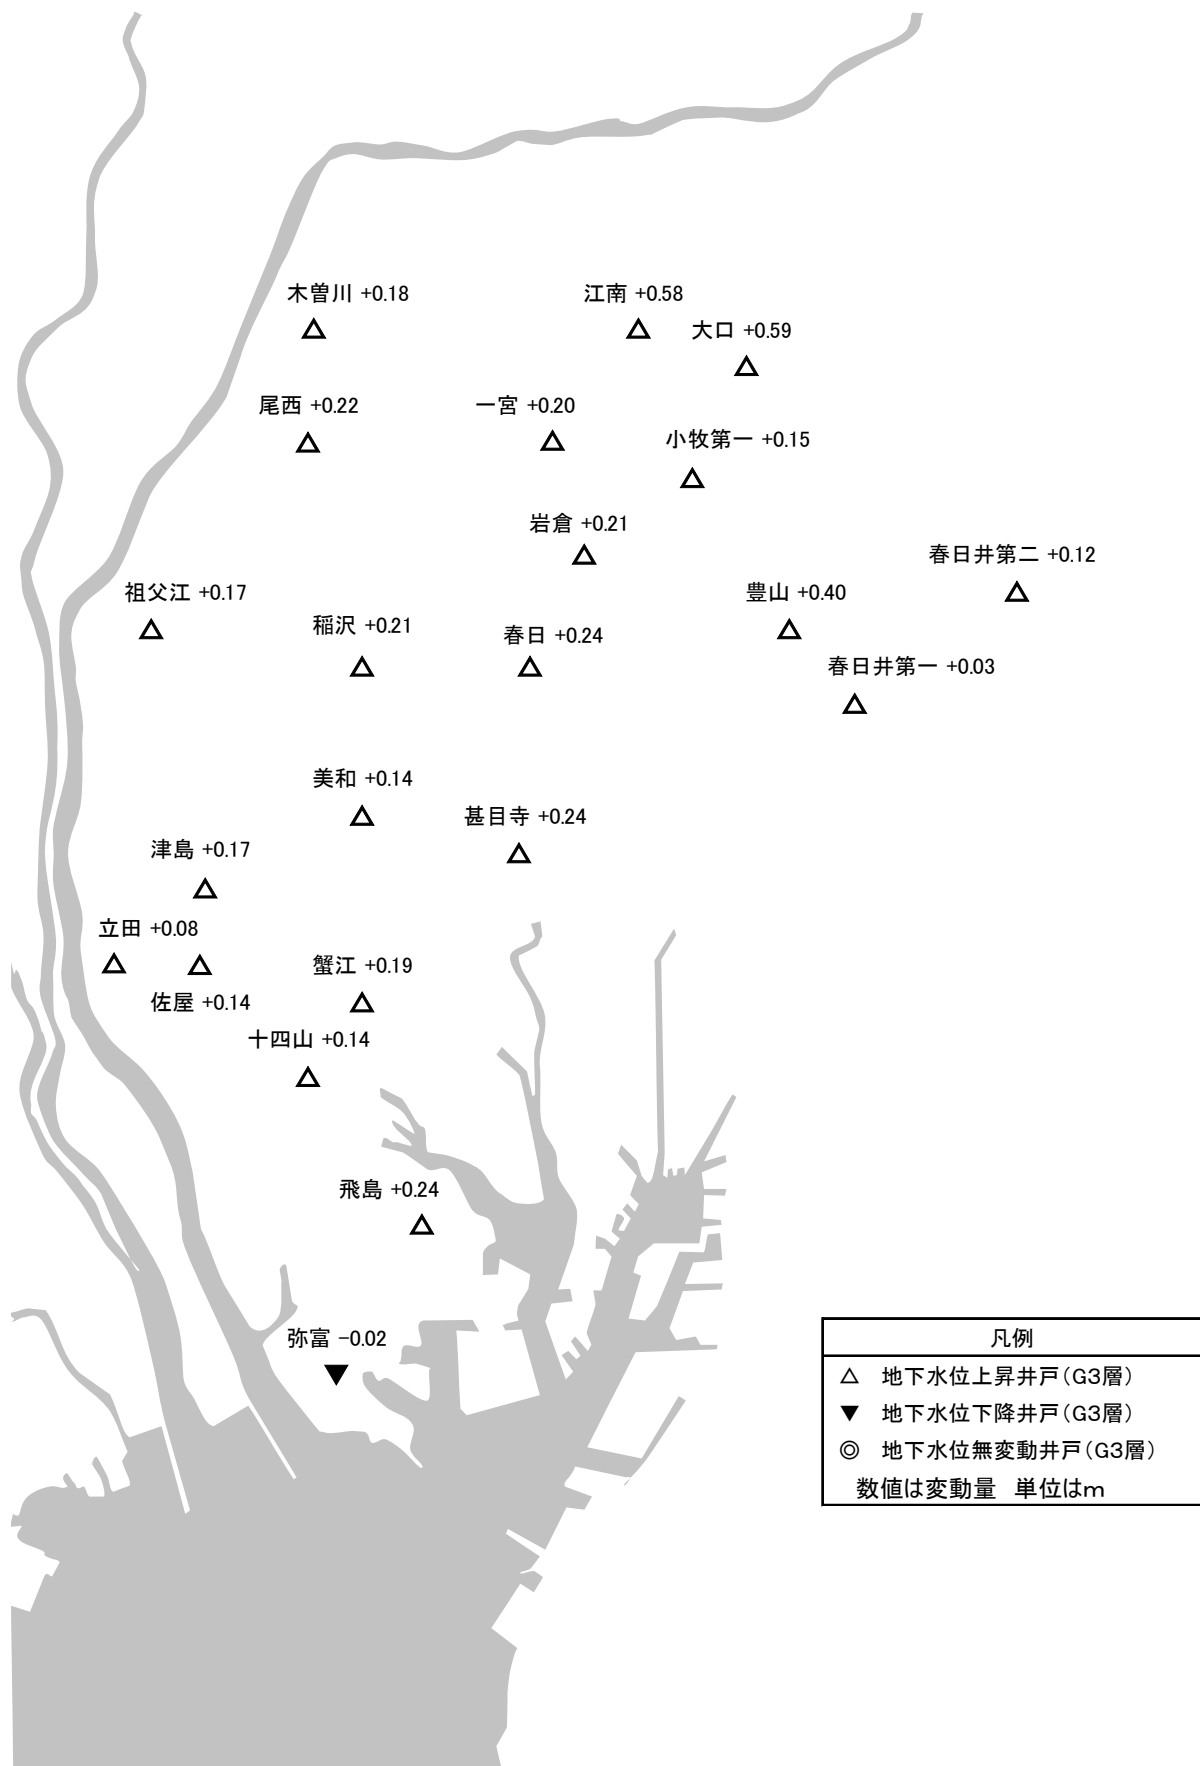 木曽川 +0.18
江南 +0.58
大口 +0.59
尾西 +0.22
一宮 +0.20
小牧第一 +0.15
岩倉 +0.21
春日井第二 +0.12
祖父江 +0.17
豊山 +0.40
稲沢 +0.21
春日 +0.24
春日井第一 +0.03
美和 +0.14
甚目寺 +0.24
津島 +0.17
立田 +0.08
蟹江 +0.19
佐屋 +0.14
十四山 +0.14
飛島 +0.24
弥富 −0.02
凡例
△ 地下水位上昇井戸(G3層)
▼ 地下水位下降井戸(G3層)
◎ 地下水位無変動井戸(G3層)
数値は変動量 単位はm